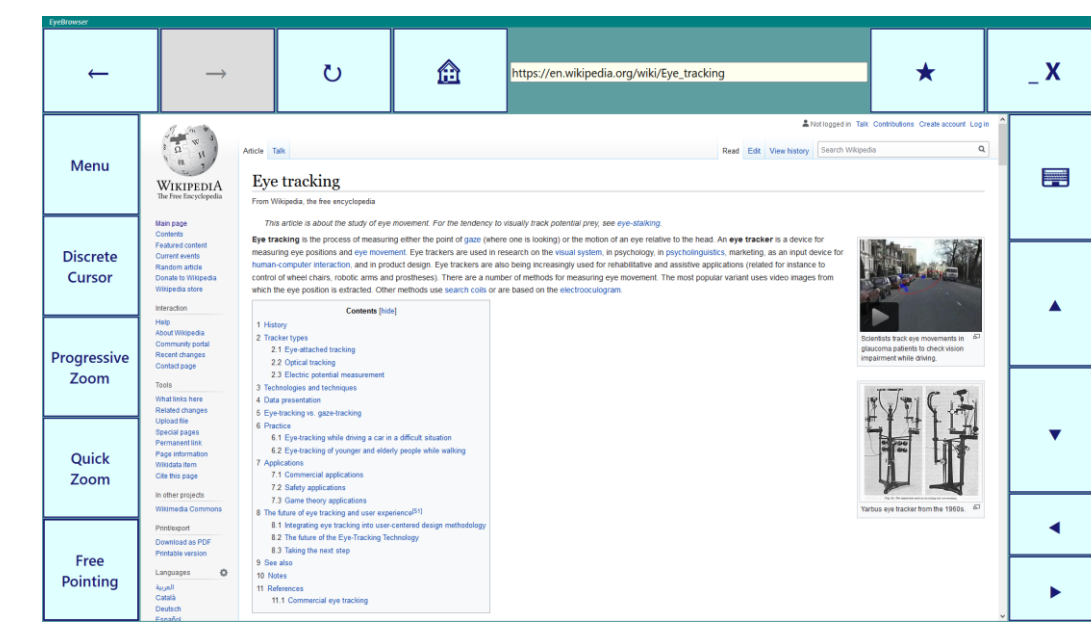 EyeBrowser
←
→
↻
https://en.wikipedia.org/wiki/Eye_tracking
★
_ X
Menu
Discrete
Cursor
Progressive
Zoom
Quick
Zoom
Free
Pointing
WIKIPEDIA
The Free Encyclopedia
Main page
Contents
Featured content
Current events
Random article
Donate to Wikipedia
Wikipedia store
Interaction
Help
About Wikipedia
Community portal
Recent changes
Contact page
Tools
What links here
Related changes
Upload file
Special pages
Permanent link
Page information
Wikidata item
Cite this page
In other projects
Wikimedia Commons
Print/export
Download as PDF
Printable version
Languages
العربية
Català
Deutsch
Español
Not logged in Talk Contributions Create account Log in
Article Talk
Read Edit View history Search Wikipedia
Eye tracking
From Wikipedia, the free encyclopedia
This article is about the study of eye movement. For the tendency to visually track potential prey, see eye-stalking.
Eye tracking is the process of measuring either the point of gaze (where one is looking) or the motion of an eye relative to the head. An eye tracker is a device for
measuring eye positions and eye movement. Eye trackers are used in research on the visual system, in psychology, in psycholinguistics, marketing, as an input device for
human-computer interaction, and in product design. Eye trackers are also being increasingly used for rehabilitative and assistive applications (related for instance to
control of wheel chairs, robotic arms and prostheses). There are a number of methods for measuring eye movement. The most popular variant uses video images from
which the eye position is extracted. Other methods use search coils or are based on the electrooculogram.
Contents [hide]
1 History
2 Tracker types
2.1 Eye-attached tracking
2.2 Optical tracking
2.3 Electric potential measurement
3 Technologies and techniques
4 Data presentation
5 Eye-tracking vs. gaze-tracking
6 Practice
6.1 Eye-tracking while driving a car in a difficult situation
6.2 Eye-tracking of younger and elderly people while walking
7 Applications
7.1 Commercial applications
7.2 Safety applications
7.3 Game theory applications
8 The future of eye tracking and user experience[51]
8.1 Integrating eye tracking into user-centered design methodology
8.2 The future of the Eye-Tracking Technology
8.3 Taking the next step
9 See also
10 Notes
11 References
11.1 Commercial eye tracking
Scientists track eye movements in
glaucoma patients to check vision
impairment while driving.
Yarbus eye tracker from the 1960s.
▲
▼
◀
▶